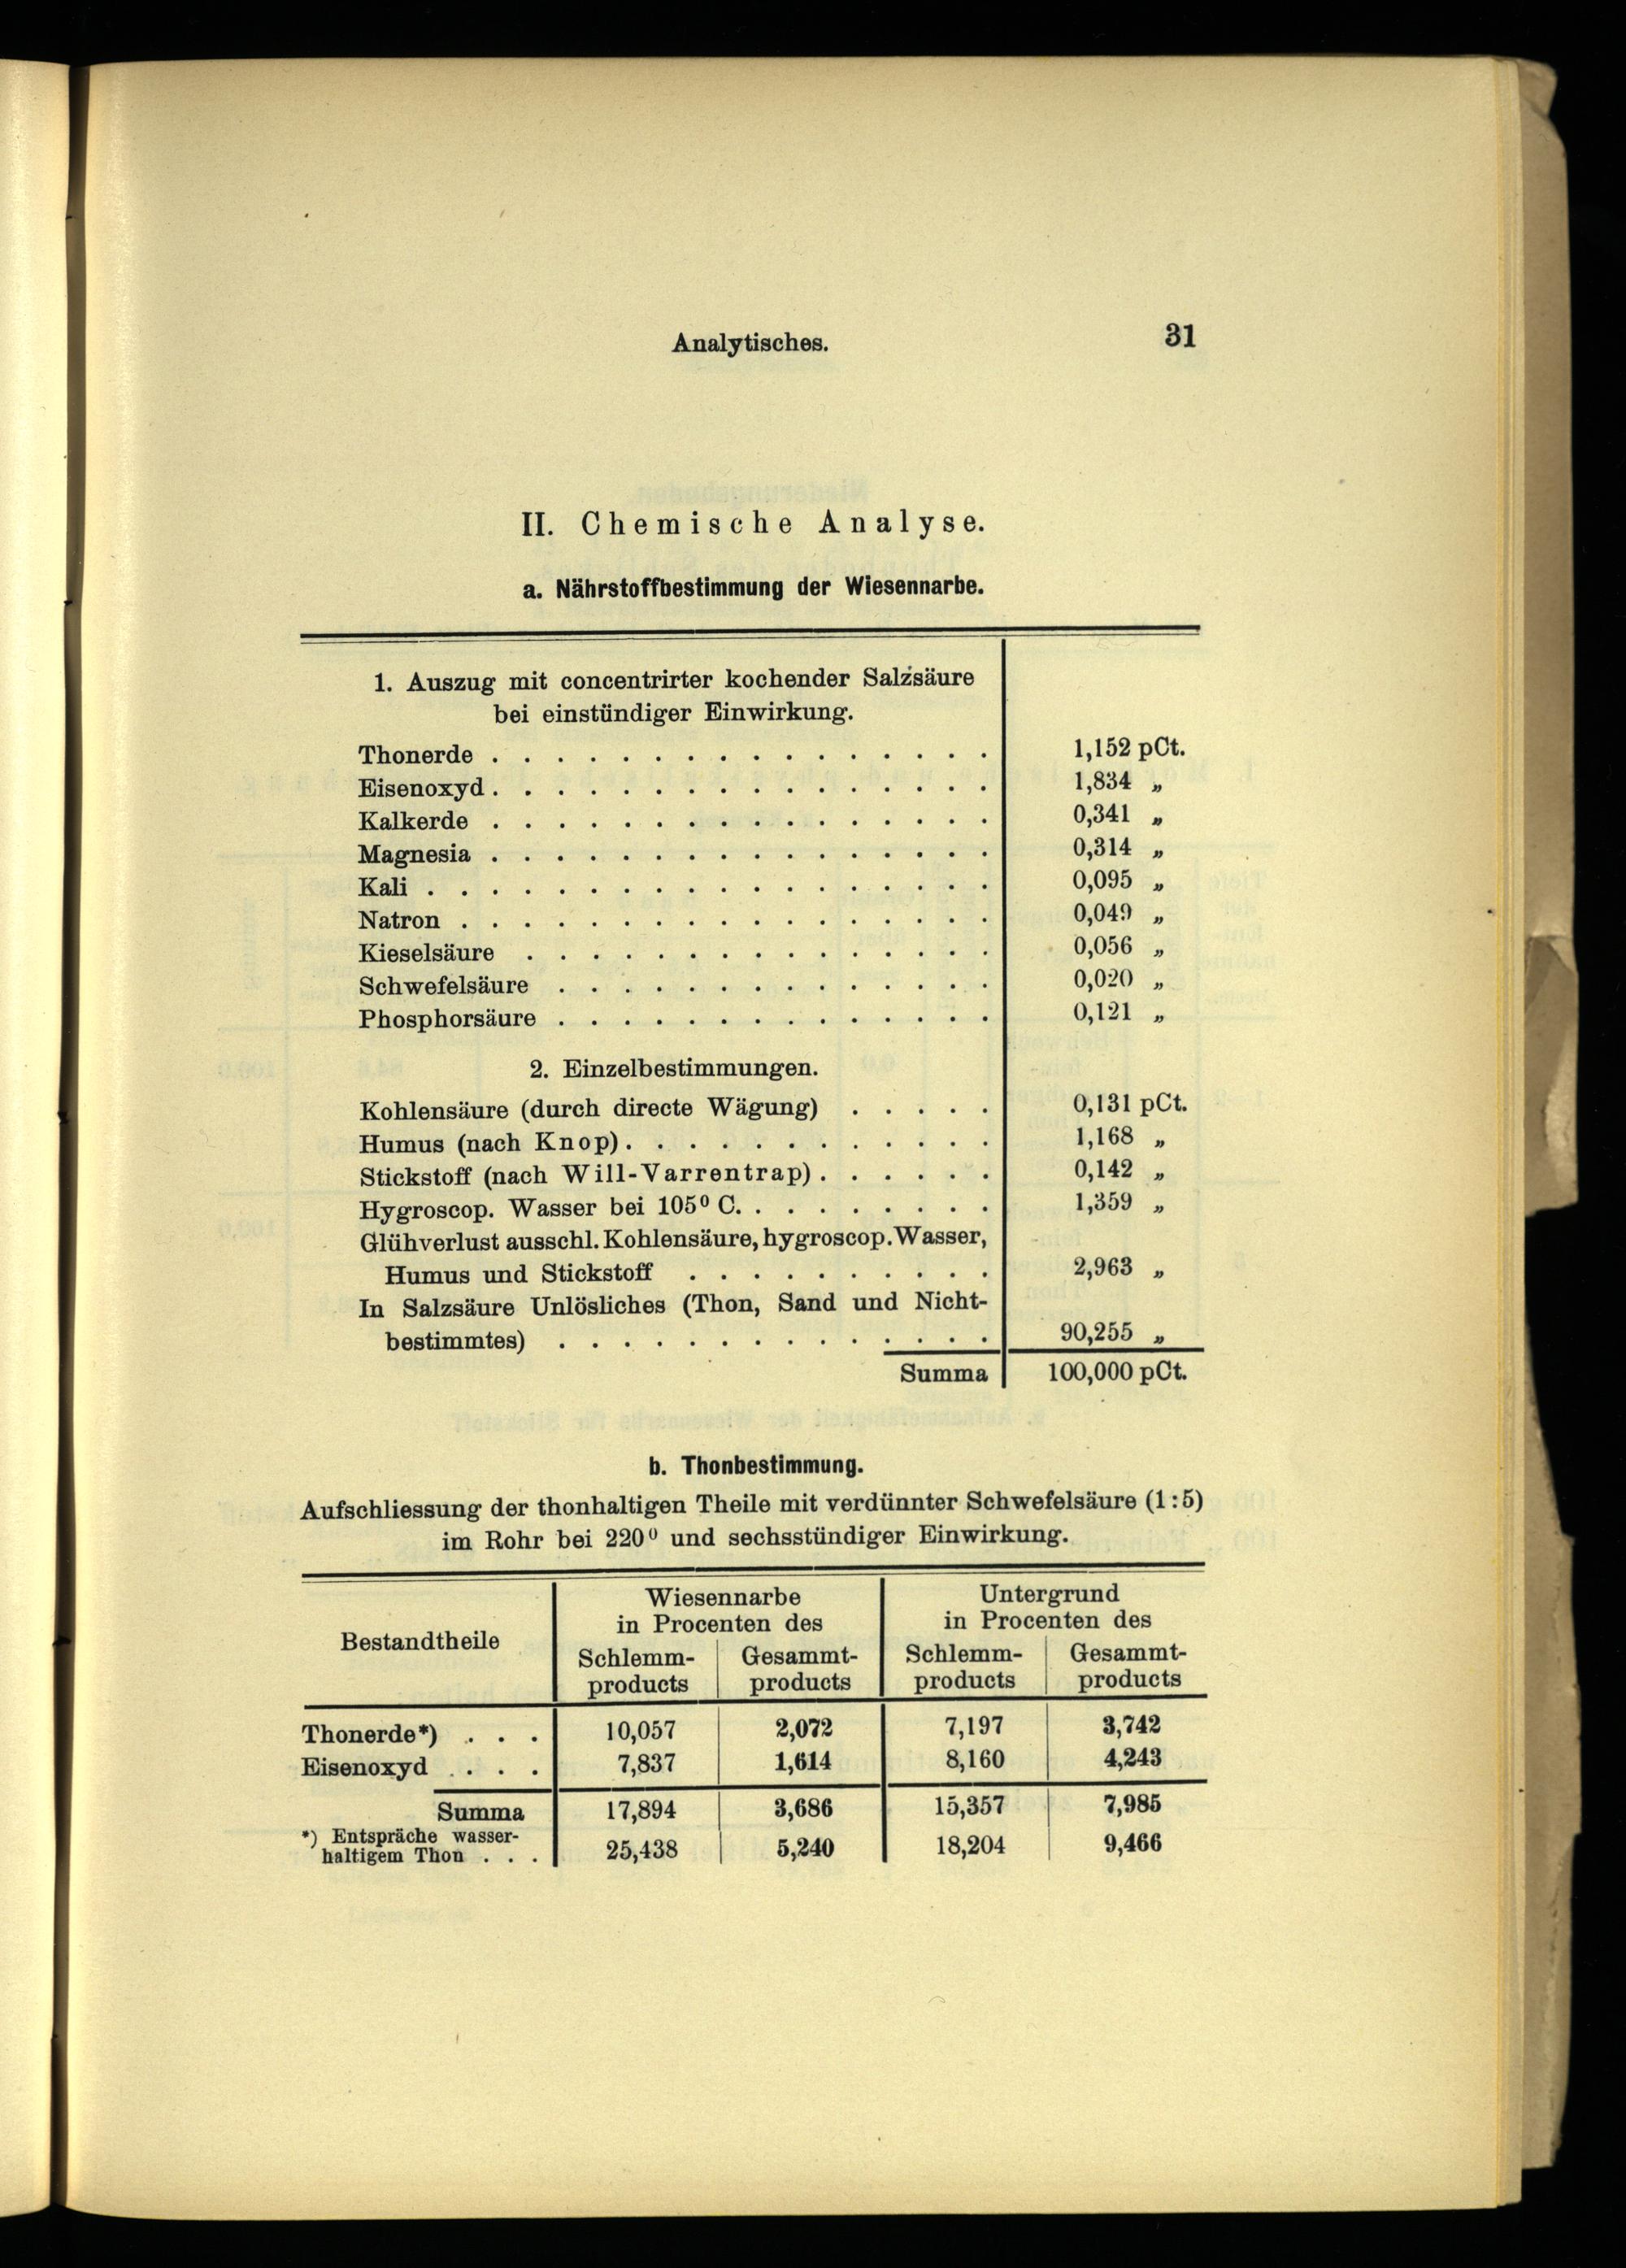 Analytisches. 31
II. Chemische Analyse.
a. Nährstoffbestimmung der Wiesennarbe.
1. Auszug mit concentrirter kochender Salzsäure
bei einstündiger Einwirkung.
Thonerde . . . . . . . . . . . . . . . . 1,152 pCt.
Eisenoxyd . . . . . . . . . . . . . . . . 1,834 „
Kalkerde . . . . . . . . . . . . . . . . 0,341 „
Magnesia . . . . . . . . . . . . . . . . 0,314 „
Kali . . . . . . . . . . . . . . . . . . 0,095 „
Natron . . . . . . . . . . . . . . . . . 0,049 „
Kieselsäure . . . . . . . . . . . . . . . 0,056 „
Schwefelsäure . . . . . . . . . . . . . . 0,020 „
Phosphorsäure . . . . . . . . . . . . . . 0,121 „
2. Einzelbestimmungen.
Kohlensäure (durch directe Wägung) . . . . . 0,131 pCt.
Humus (nach Knop) . . . . . . . . . . . . 1,168 „
Stickstoff (nach Will-Varrentrap) . . . . . . 0,142 „
Hygroscop. Wasser bei 105⁰ C. . . . . . . . . 1,359 „
Glühverlust ausschl. Kohlensäure, hygroscop. Wasser,
Humus und Stickstoff . . . . . . . . . . 2,963 „
In Salzsäure Unlösliches (Thon, Sand und Nicht-
bestimmtes) . . . . . . . . . . . . . . 90,255 „
Summa 100,000 pCt.
b. Thonbestimmung.
Aufschliessung der thonhaltigen Theile mit verdünnter Schwefelsäure (1:5)
im Rohr bei 220⁰ und sechsstündiger Einwirkung.
Bestandtheile
Wiesennarbe
in Procenten des
Schlemm- Gesammt-
products products
Untergrund
in Procenten des
Schlemm- Gesammt-
products products
Thonerde*) . . . 10,057 2,072 7,197 3,742
Eisenoxyd . . . . 7,837 1,614 8,160 4,243
Summa 17,894 3,686 15,357 7,985
*) Entspräche wasser-
haltigem Thon . . . 25,438 5,240 18,204 9,466